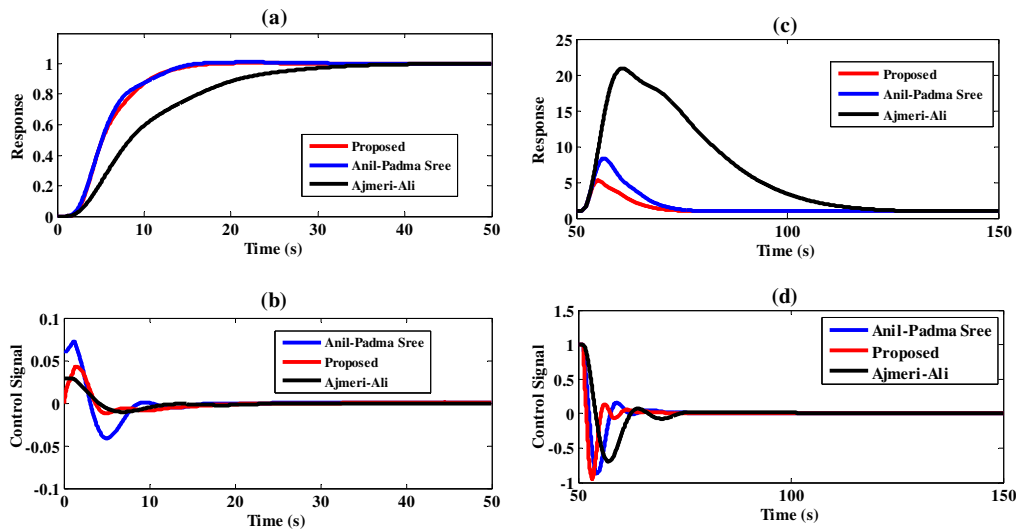 (a)
Response
1
0.8
0.6
0.4
0.2
0
Proposed
Anil-Padma Sree
Ajmeri-Ali
0 10 20 30 40 50
Time (s)
(c)
Response
25
20
15
10
5
0
Proposed
Anil-Padma Sree
Ajmeri-Ali
50 100 150
Time (s)
(b)
Control Signal
0.1
0.05
0
-0.05
-0.1
Anil-Padma Sree
Proposed
Ajmeri-Ali
0 10 20 30 40 50
Time (s)
(d)
Control Signal
1.5
1
0.5
0
-0.5
-1
Anil-Padma Sree
Proposed
Ajmeri-Ali
50 100 150
Time (s)